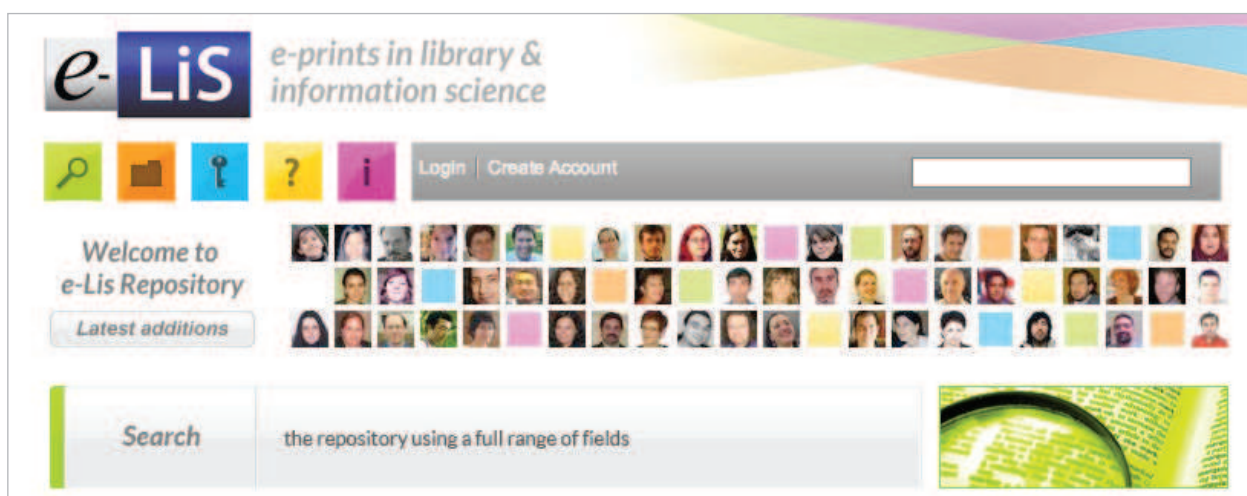 e-LiS
e-prints in library &
information science
? i
Login | Create Account
Welcome to
e-Lis Repository
Latest additions
Search
the repository using a full range of fields